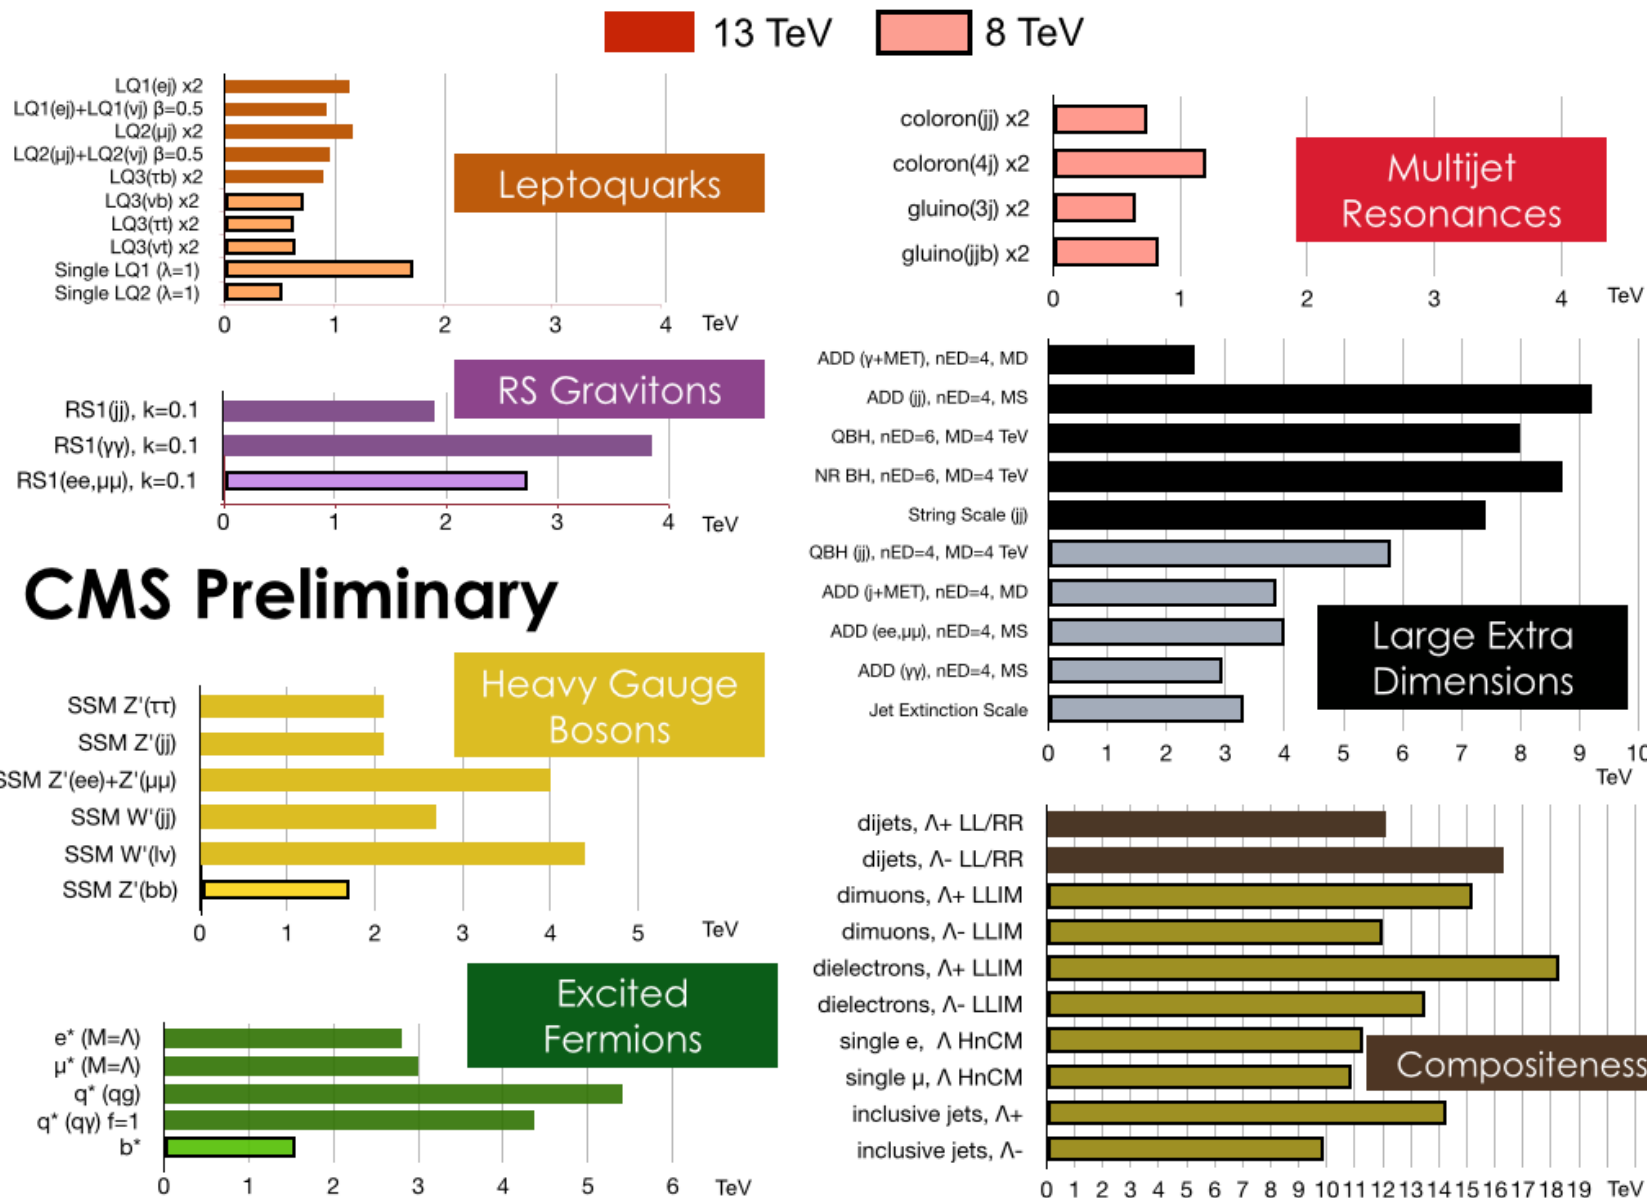 13 TeV 8 TeV
LQ1(ej) x2
LQ1(ej)+LQ1(νj) β=0.5
LQ2(μj) x2
LQ2(μj)+LQ2(νj) β=0.5
LQ3(τb) x2
LQ3(νb) x2
LQ3(τt) x2
LQ3(νt) x2
Single LQ1 (λ=1)
Single LQ2 (λ=1)
0 1 2 3 4 TeV
Leptoquarks
coloron(jj) x2
coloron(4j) x2
gluino(3j) x2
gluino(jjb) x2
0 1 2 3 4 TeV
Multijet
Resonances
RS1(jj), k=0.1
RS1(γγ), k=0.1
RS1(ee,μμ), k=0.1
0 1 2 3 4 TeV
RS Gravitons
ADD (γ+MET), nED=4, MD
ADD (jj), nED=4, MS
QBH, nED=6, MD=4 TeV
NR BH, nED=6, MD=4 TeV
String Scale (jj)
QBH (jj), nED=4, MD=4 TeV
ADD (j+MET), nED=4, MD
ADD (ee,μμ), nED=4, MS
ADD (γγ), nED=4, MS
Jet Extinction Scale
0 1 2 3 4 5 6 7 8 9 10
TeV
Large Extra
Dimensions
CMS Preliminary
SSM Z'(ττ)
SSM Z'(jj)
SSM Z'(ee)+Z'(μμ)
SSM W'(jj)
SSM W'(lv)
SSM Z'(bb)
0 1 2 3 4 5 TeV
Heavy Gauge
Bosons
e* (M=Λ)
μ* (M=Λ)
q* (qg)
q* (qγ) f=1
b*
0 1 2 3 4 5 6 TeV
Excited
Fermions
dijets, Λ+ LL/RR
dijets, Λ- LL/RR
dimuons, Λ+ LLIM
dimuons, Λ- LLIM
dielectrons, Λ+ LLIM
dielectrons, Λ- LLIM
single e, Λ HnCM
single μ, Λ HnCM
inclusive jets, Λ+
inclusive jets, Λ-
0 1 2 3 4 5 6 7 8 9 10 11 12 13 14 15 16 17 18 19 TeV
Compositeness